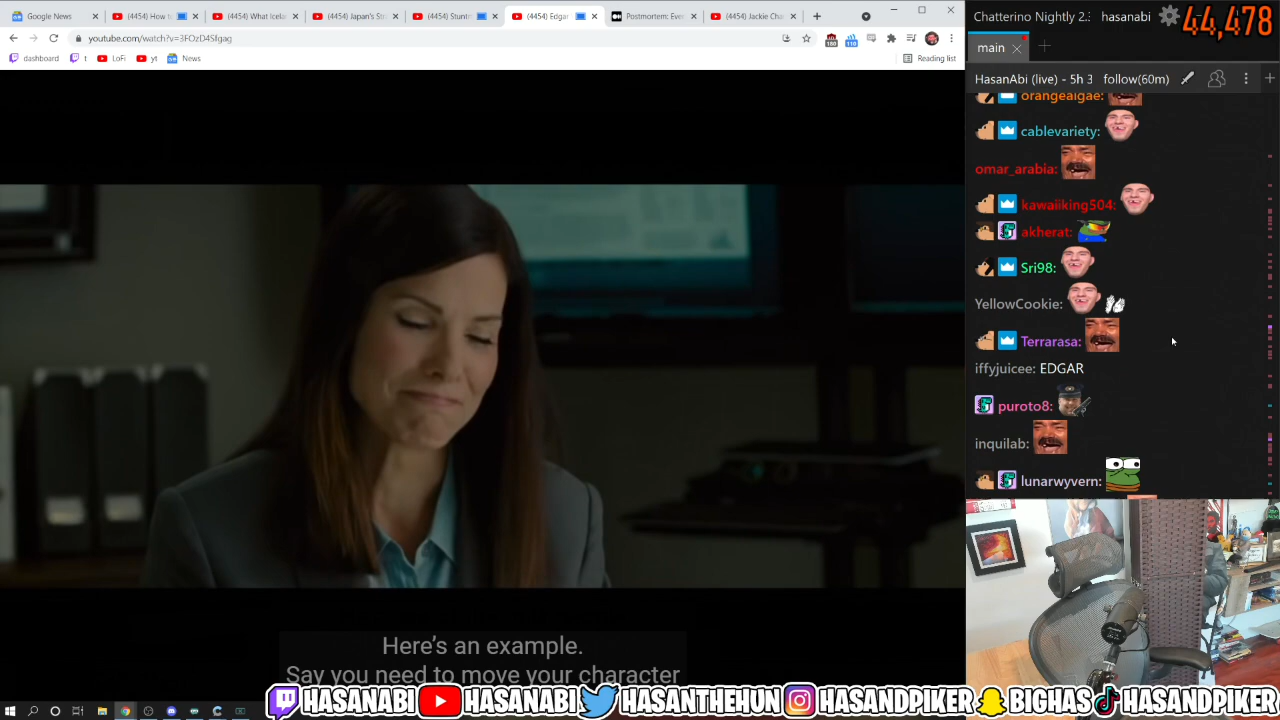 Google News
(4454) How t
(4454) What Icela
(4454) Japan's St
(4454) Stuntin
(4454) Edgar
Postmortem: Eve
(4454) Jackie Cha
youtube.com/watch?v=3FOzD4Sfgag
dashboard
t
LoFi
yt
News
Reading list
Here's an example.
Say you need to move your character
Chatterino Nightly 2.
hasanabi
44,478
main
HasanAbi (live) - 5h 3
follow(60m)
orangealgae:
cablevariety:
omar_arabia:
kawaiiking504:
akherat:
Sri98:
YellowCookie:
Terrarasa:
iffyjuicee: EDGAR
puroto8:
inquilab:
lunarwyvern:
HASANABI HASANABI HASANTHEHUN HASANDPIKER BIGHAS HASANDPIKER